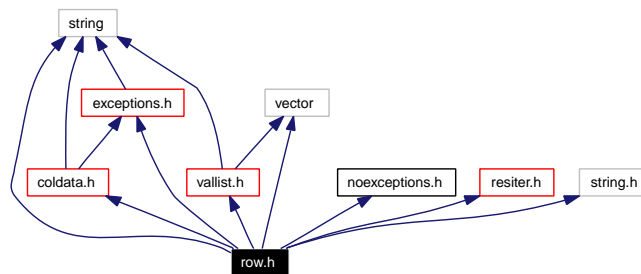 string
exceptions.h
vector
coldata.h
vallist.h
noexceptions.h
resiter.h
string.h
row.h